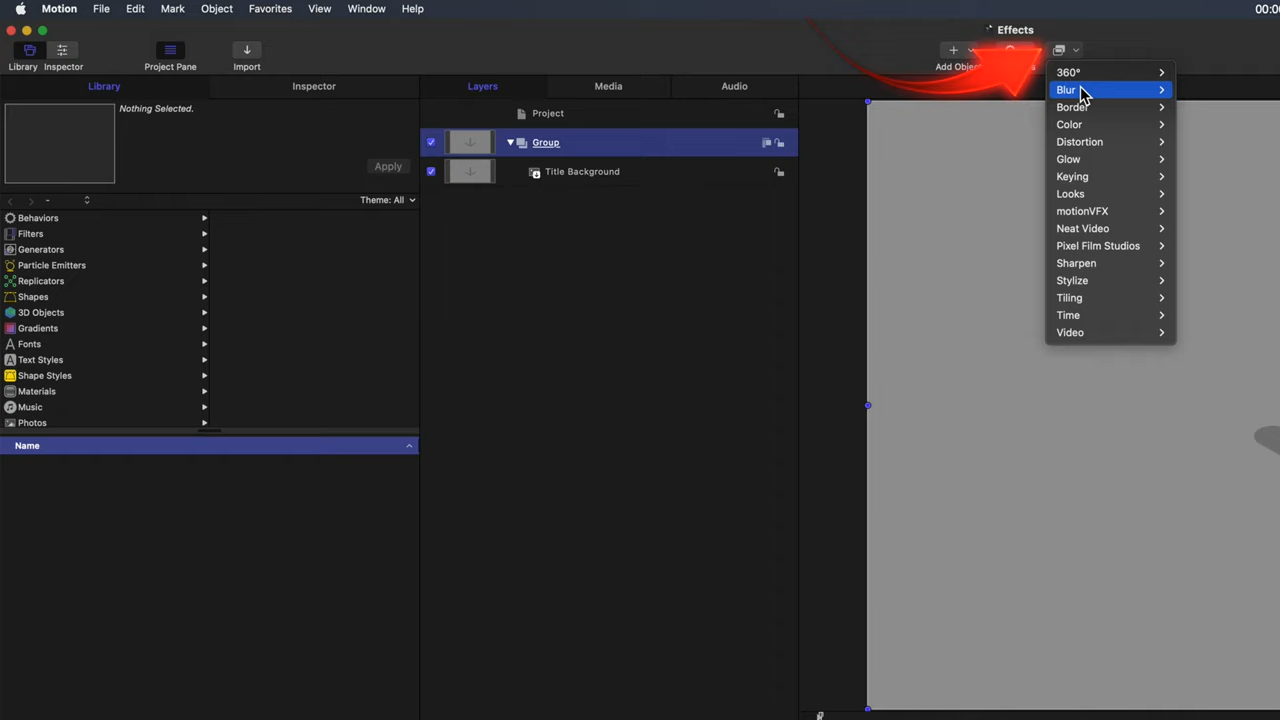 Motion File Edit Mark Object Favorites View Window Help
Effects
Library Inspector Project Pane Import Add Object
Library Inspector Layers Media Audio
Nothing Selected.
Apply
Theme: All
Project
Group
Title Background
Behaviors
Filters
Generators
Particle Emitters
Replicators
Shapes
3D Objects
Gradients
Fonts
Text Styles
Shape Styles
Materials
Music
Photos
Name
360°
Blur
Border
Color
Distortion
Glow
Keying
Looks
motionVFX
Neat Video
Pixel Film Studios
Sharpen
Stylize
Tiling
Time
Video